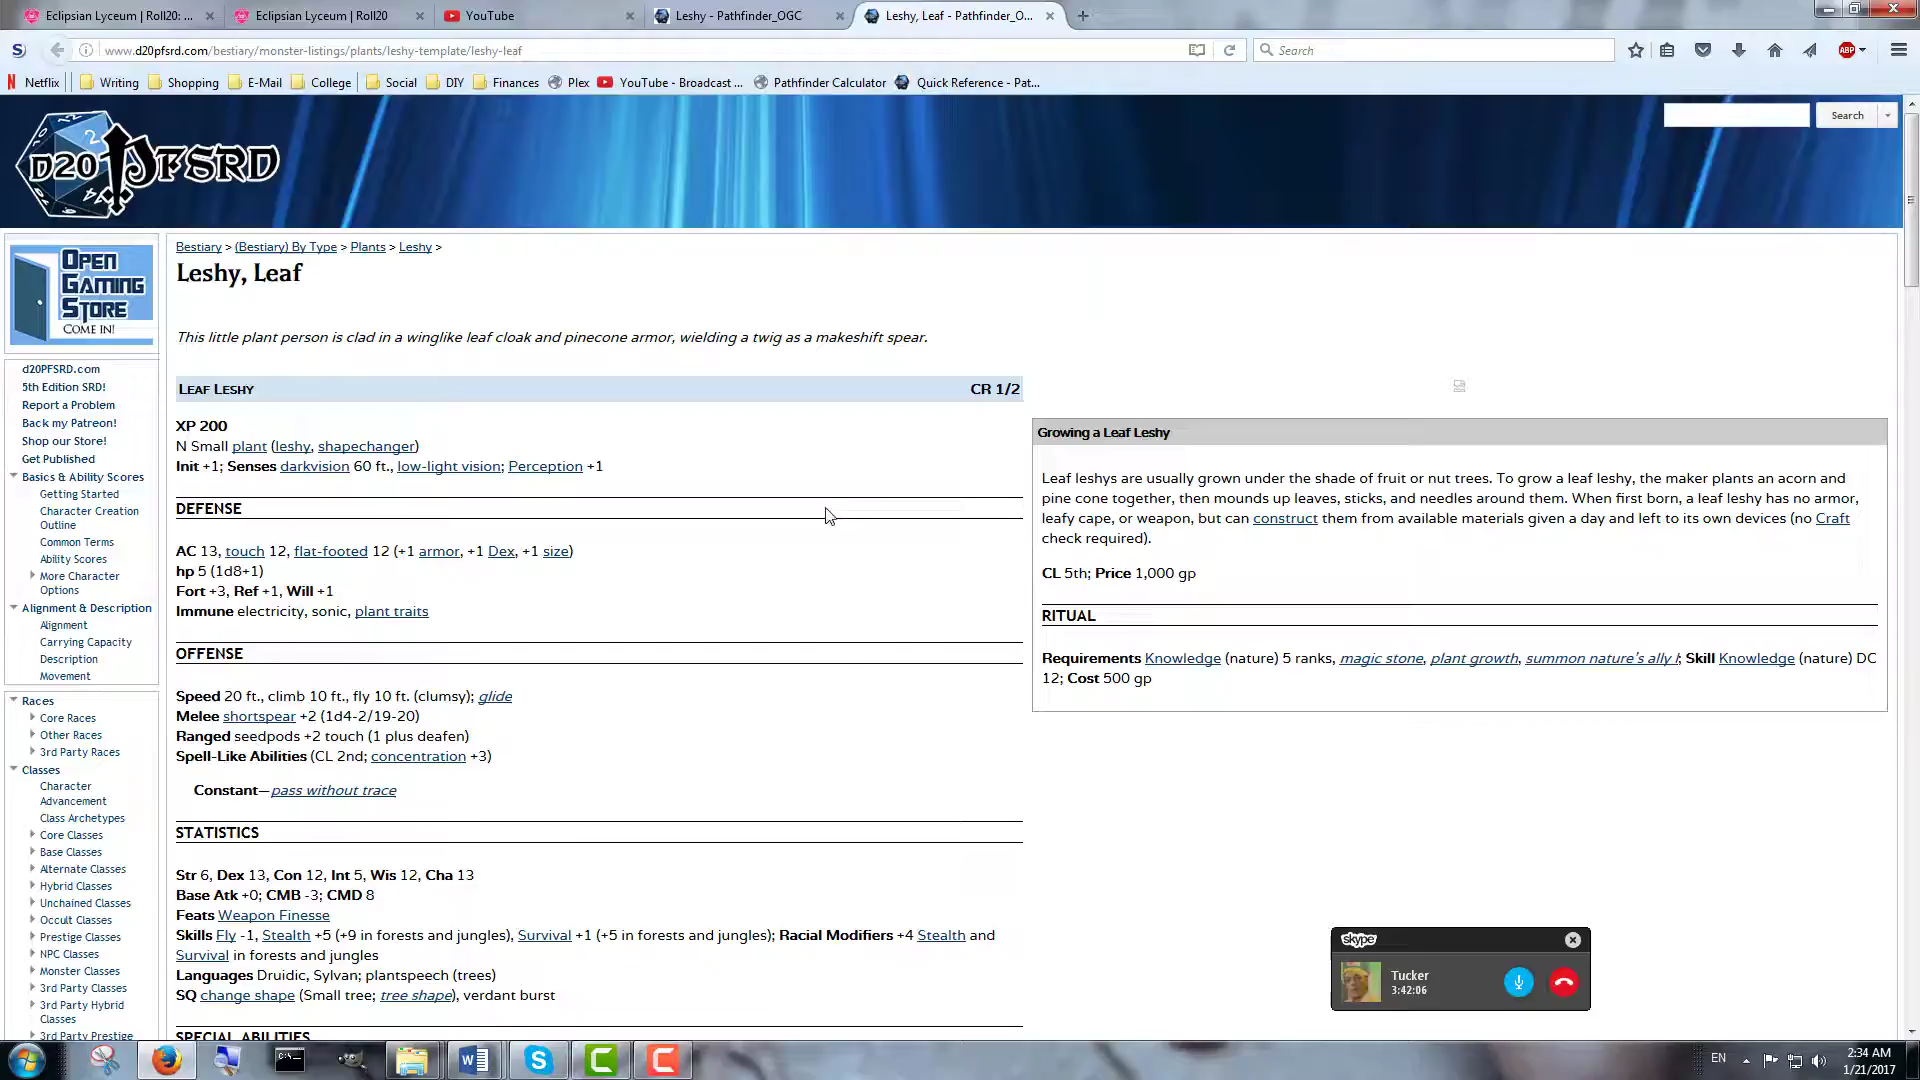 Eclipsian Lyceum | Roll20: ...
Eclipsian Lyceum | Roll20
YouTube
Leshy - Pathfinder_OGC
Leshy, Leaf - Pathfinder_O...
www.d20pfsrd.com/bestiary/monster-listings/plants/leshy-template/leshy-leaf
Search
ABP
Netflix
Writing
Shopping
E-Mail
College
Social
DIY
Finances
Plex
YouTube - Broadcast ...
Pathfinder Calculator
Quick Reference - Pat...
D20PFSRD
Search
OPEN
GAMING
STORE
COME IN!
d20PFSRD.com
5th Edition SRD!
Report a Problem
Back my Patreon!
Shop our Store!
Get Published
Basics & Ability Scores
Getting Started
Character Creation
Outline
Common Terms
Ability Scores
More Character
Options
Alignment & Description
Alignment
Carrying Capacity
Description
Movement
Races
Core Races
Other Races
3rd Party Races
Classes
Character
Advancement
Class Archetypes
Core Classes
Base Classes
Alternate Classes
Hybrid Classes
Unchained Classes
Occult Classes
Prestige Classes
NPC Classes
Monster Classes
3rd Party Classes
3rd Party Hybrid
Classes
3rd Party Prestige
Bestiary > (Bestiary) By Type > Plants > Leshy >
Leshy, Leaf
This little plant person is clad in a winglike leaf cloak and pinecone armor, wielding a twig as a makeshift spear.
LEAF LESHY CR 1/2
XP 200
N Small plant (leshy, shapechanger)
Init +1; Senses darkvision 60 ft., low-light vision; Perception +1
DEFENSE
AC 13, touch 12, flat-footed 12 (+1 armor, +1 Dex, +1 size)
hp 5 (1d8+1)
Fort +3, Ref +1, Will +1
Immune electricity, sonic, plant traits
OFFENSE
Speed 20 ft., climb 10 ft., fly 10 ft. (clumsy); glide
Melee shortspear +2 (1d4-2/19-20)
Ranged seedpods +2 touch (1 plus deafen)
Spell-Like Abilities (CL 2nd; concentration +3)
Constant—pass without trace
STATISTICS
Str 6, Dex 13, Con 12, Int 5, Wis 12, Cha 13
Base Atk +0; CMB -3; CMD 8
Feats Weapon Finesse
Skills Fly -1, Stealth +5 (+9 in forests and jungles), Survival +1 (+5 in forests and jungles); Racial Modifiers +4 Stealth and
Survival in forests and jungles
Languages Druidic, Sylvan; plantspeech (trees)
SQ change shape (Small tree; tree shape), verdant burst
SPECIAL ABILITIES
Growing a Leaf Leshy
Leaf leshys are usually grown under the shade of fruit or nut trees. To grow a leaf leshy, the maker plants an acorn and
pine cone together, then mounds up leaves, sticks, and needles around them. When first born, a leaf leshy has no armor,
leafy cape, or weapon, but can construct them from available materials given a day and left to its own devices (no Craft
check required).
CL 5th; Price 1,000 gp
RITUAL
Requirements Knowledge (nature) 5 ranks, magic stone, plant growth, summon nature's ally I; Skill Knowledge (nature) DC
12; Cost 500 gp
skype
Tucker
3:42:06
EN
2:34 AM
1/21/2017